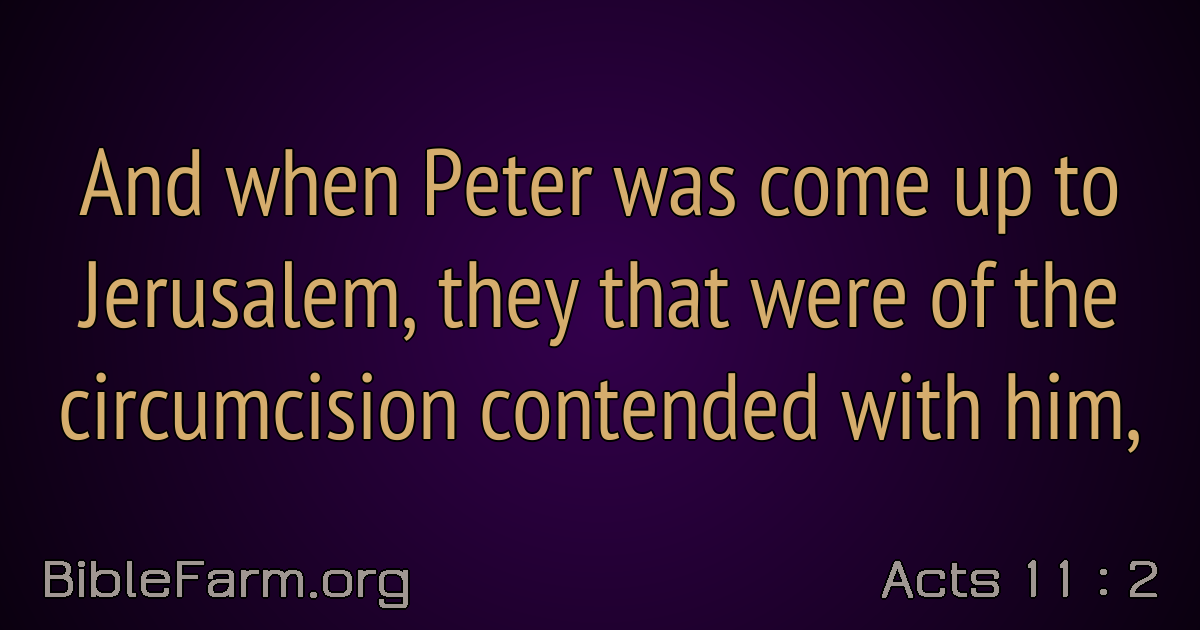 And when Peter was come up to
Jerusalem, they that were of the
circumcision contended with him,
BibleFarm.org
Acts 11 : 2